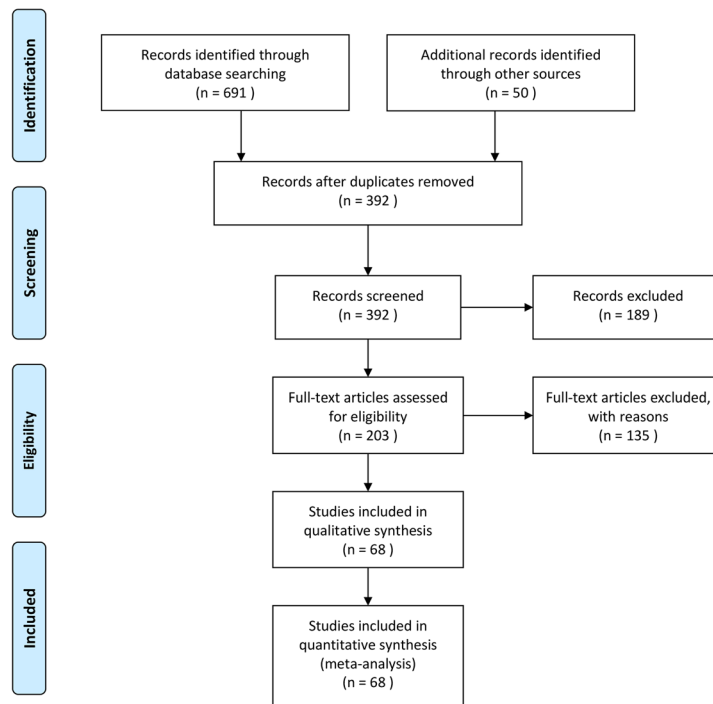 Identification
Records identified through
database searching
(n = 691 )
Additional records identified
through other sources
(n = 50 )
Records after duplicates removed
(n = 392 )
Screening
Records screened
(n = 392 )
Records excluded
(n = 189 )
Eligibility
Full-text articles assessed
for eligibility
(n = 203 )
Full-text articles excluded,
with reasons
(n = 135 )
Studies included in
qualitative synthesis
(n = 68 )
Included
Studies included in
quantitative synthesis
(meta-analysis)
(n = 68 )